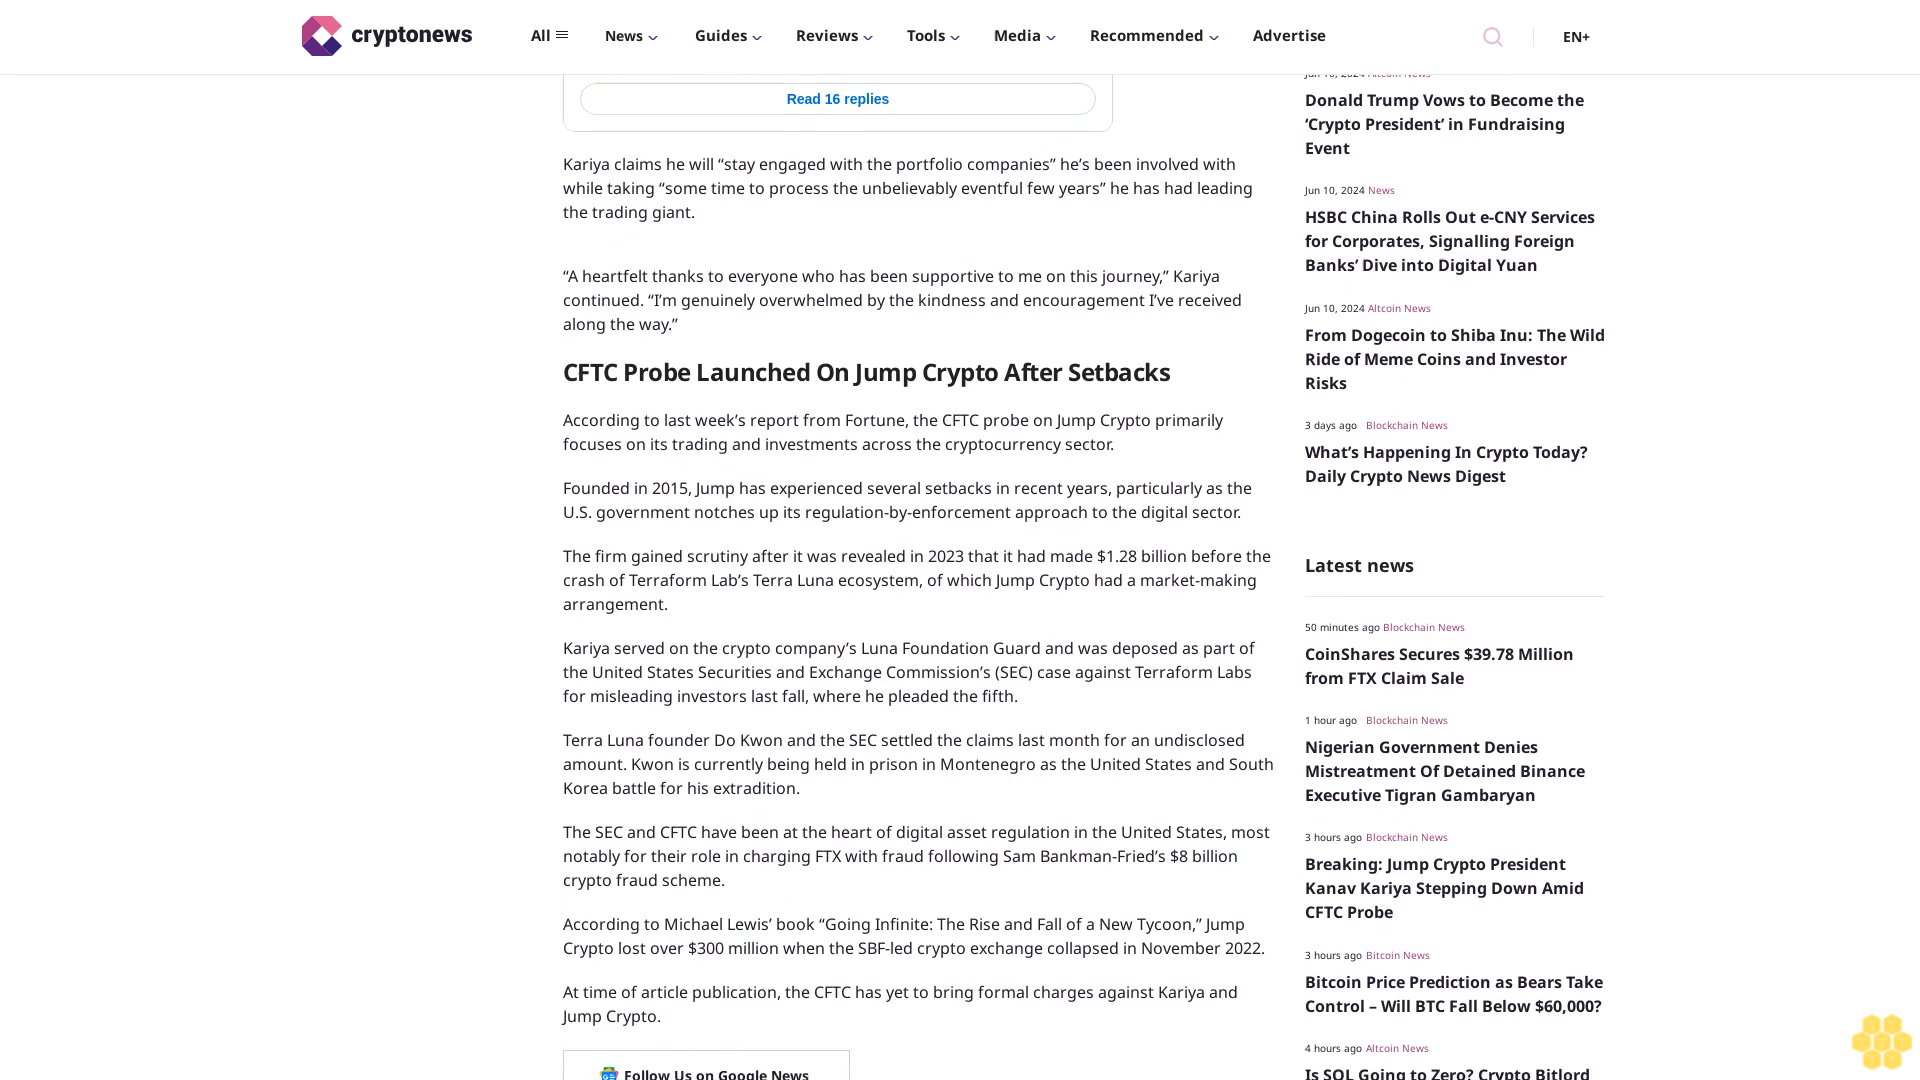 cryptonews
All
News
Guides
Reviews
Tools
Media
Recommended
Advertise
EN+
Read 16 replies
Kariya claims he will “stay engaged with the portfolio companies” he’s been involved with
while taking “some time to process the unbelievably eventful few years” he has had leading
the trading giant.
“A heartfelt thanks to everyone who has been supportive to me on this journey,” Kariya
continued. “I’m genuinely overwhelmed by the kindness and encouragement I’ve received
along the way.”
CFTC Probe Launched On Jump Crypto After Setbacks
According to last week’s report from Fortune, the CFTC probe on Jump Crypto primarily
focuses on its trading and investments across the cryptocurrency sector.
Founded in 2015, Jump has experienced several setbacks in recent years, particularly as the
U.S. government notches up its regulation-by-enforcement approach to the digital sector.
The firm gained scrutiny after it was revealed in 2023 that it had made $1.28 billion before the
crash of Terraform Lab’s Terra Luna ecosystem, of which Jump Crypto had a market-making
arrangement.
Kariya served on the crypto company’s Luna Foundation Guard and was deposed as part of
the United States Securities and Exchange Commission’s (SEC) case against Terraform Labs
for misleading investors last fall, where he pleaded the fifth.
Terra Luna founder Do Kwon and the SEC settled the claims last month for an undisclosed
amount. Kwon is currently being held in prison in Montenegro as the United States and South
Korea battle for his extradition.
The SEC and CFTC have been at the heart of digital asset regulation in the United States, most
notably for their role in charging FTX with fraud following Sam Bankman-Fried’s $8 billion
crypto fraud scheme.
According to Michael Lewis’ book “Going Infinite: The Rise and Fall of a New Tycoon,” Jump
Crypto lost over $300 million when the SBF-led crypto exchange collapsed in November 2022.
At time of article publication, the CFTC has yet to bring formal charges against Kariya and
Jump Crypto.
Follow Us on Google News
Jun 10, 2024 Altcoin News
Donald Trump Vows to Become the
‘Crypto President’ in Fundraising
Event
Jun 10, 2024 News
HSBC China Rolls Out e-CNY Services
for Corporates, Signalling Foreign
Banks’ Dive into Digital Yuan
Jun 10, 2024 Altcoin News
From Dogecoin to Shiba Inu: The Wild
Ride of Meme Coins and Investor
Risks
3 days ago Blockchain News
What’s Happening In Crypto Today?
Daily Crypto News Digest
Latest news
50 minutes ago Blockchain News
CoinShares Secures $39.78 Million
from FTX Claim Sale
1 hour ago Blockchain News
Nigerian Government Denies
Mistreatment Of Detained Binance
Executive Tigran Gambaryan
3 hours ago Blockchain News
Breaking: Jump Crypto President
Kanav Kariya Stepping Down Amid
CFTC Probe
3 hours ago Bitcoin News
Bitcoin Price Prediction as Bears Take
Control – Will BTC Fall Below $60,000?
4 hours ago Altcoin News
Is SOL Going to Zero? Crypto Bitlord